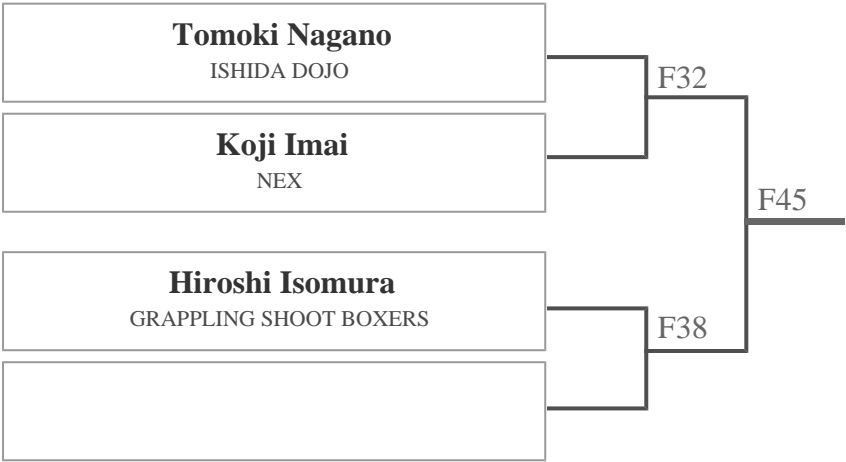 Tomoki Nagano
ISHIDA DOJO
F32
Koji Imai
NEX
F45
Hiroshi Isomura
GRAPPLING SHOOT BOXERS
F38